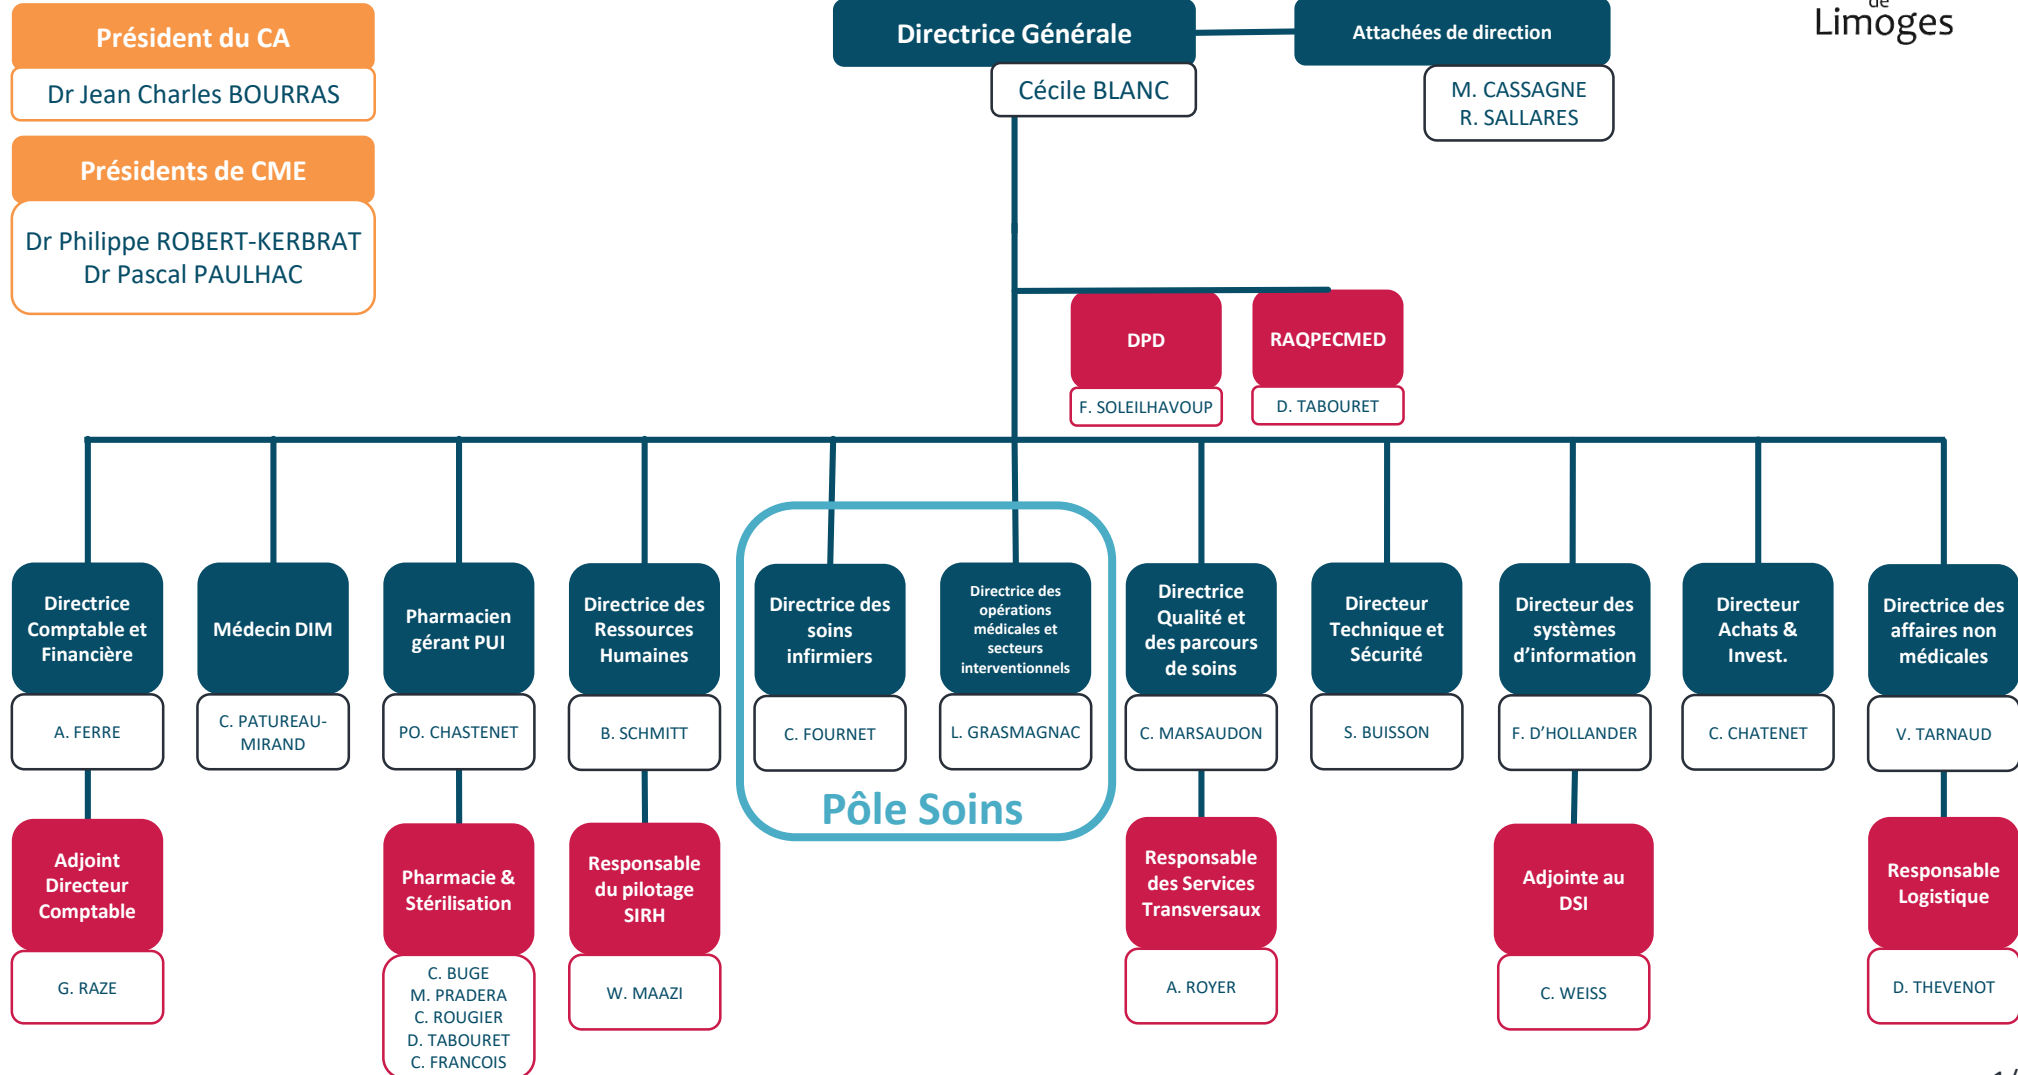 Président du CA
Dr Jean Charles BOURRAS
Présidents de CME
Dr Philippe ROBERT-KERBRAT
Dr Pascal PAULHAC
Directrice Générale
Cécile BLANC
Attachées de direction
M. CASSAGNE
R. SALLARES
de
Limoges
DPD
F. SOLEILHAVOUP
RAQPECMED
D. TABOURET
Directrice
Comptable et
Financière
A. FERRE
Médecin DIM
C. PATUREAU-
MIRAND
Pharmacien
gérant PUI
PO. CHASTENET
Directrice des
Ressources
Humaines
B. SCHMITT
Directrice des
soins
infirmiers
C. FOURNET
Directrice des
opérations
médicales et
secteurs
interventionnels
L. GRASMAGNAC
Pôle Soins
Directrice
Qualité et
des parcours
de soins
C. MARSAUDON
Directeur
Technique et
Sécurité
S. BUISSON
Directeur des
systèmes
d’information
F. D’HOLLANDER
Directeur
Achats &
Invest.
C. CHATENET
Directrice des
affaires non
médicales
V. TARNAUD
Adjoint
Directeur
Comptable
G. RAZE
Pharmacie &
Stérilisation
C. BUGE
M. PRADERA
C. ROUGIER
D. TABOURET
C. FRANCOIS
Responsable
du pilotage
SIRH
W. MAAZI
Responsable
des Services
Transversaux
A. ROYER
Adjointe au
DSI
C. WEISS
Responsable
Logistique
D. THEVENOT